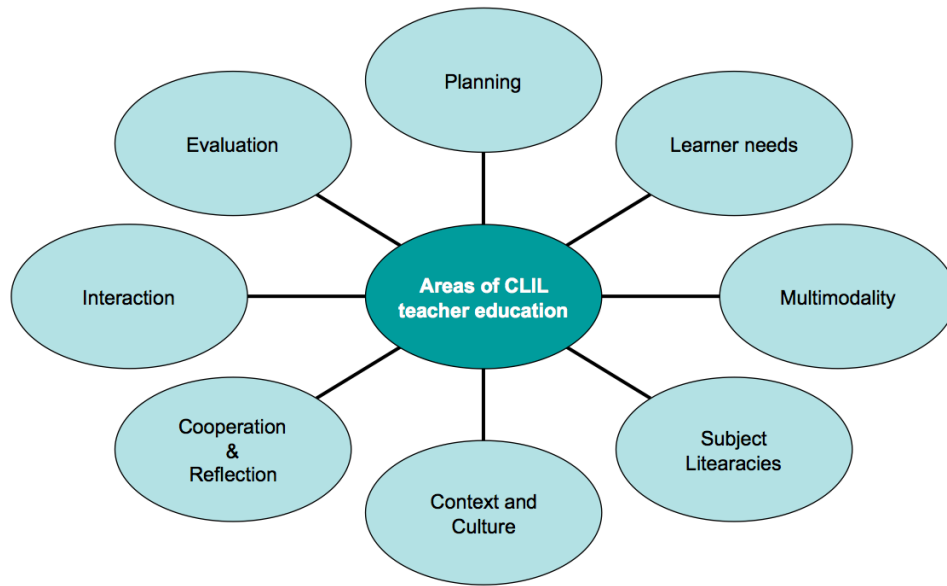 Planning
Evaluation
Learner needs
Interaction
Areas of CLIL
teacher education
Multimodality
Cooperation
&
Reflection
Subject
Litearacies
Context and
Culture